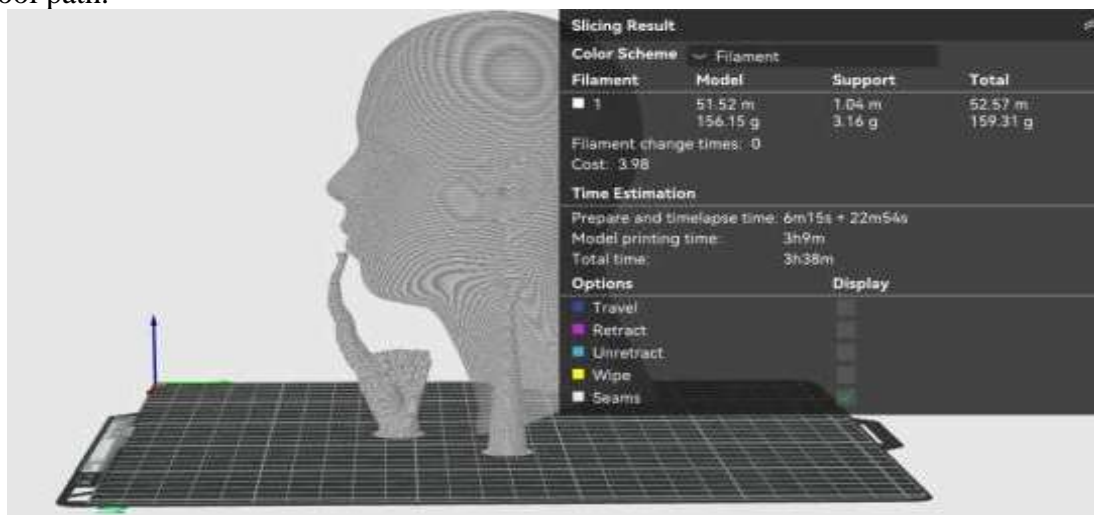 ool path.
Slicing Result
Color Scheme Filament
Filament Model Support Total
1 51.52 m 1.04 m 52.57 m
156.15 g 3.16 g 159.31 g
Filament change times: 0
Cost: 3.98
Time Estimation
Prepare and timelapse time: 6m15s + 22m54s
Model printing time: 3h9m
Total time: 3h38m
Options Display
Travel
Retract
Unretract
Wipe
Seams